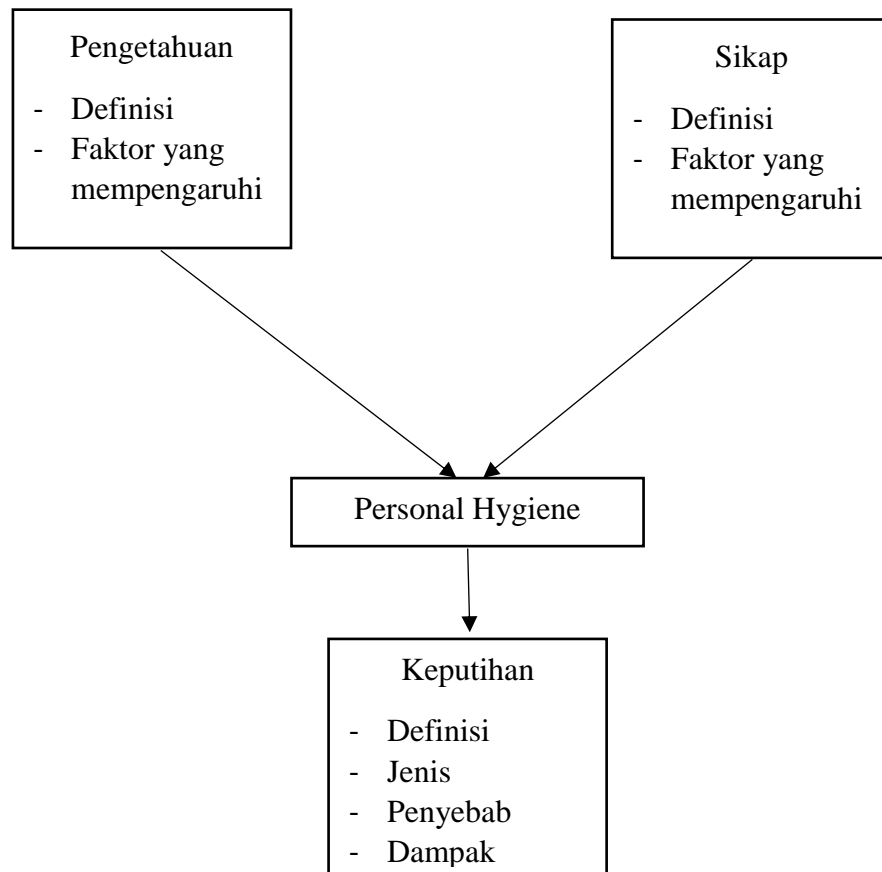 Pengetahuan
- Definisi
- Faktor yang
mempengaruhi
Sikap
- Definisi
- Faktor yang
mempengaruhi
Personal Hygiene
Keputihan
- Definisi
- Jenis
- Penyebab
- Dampak